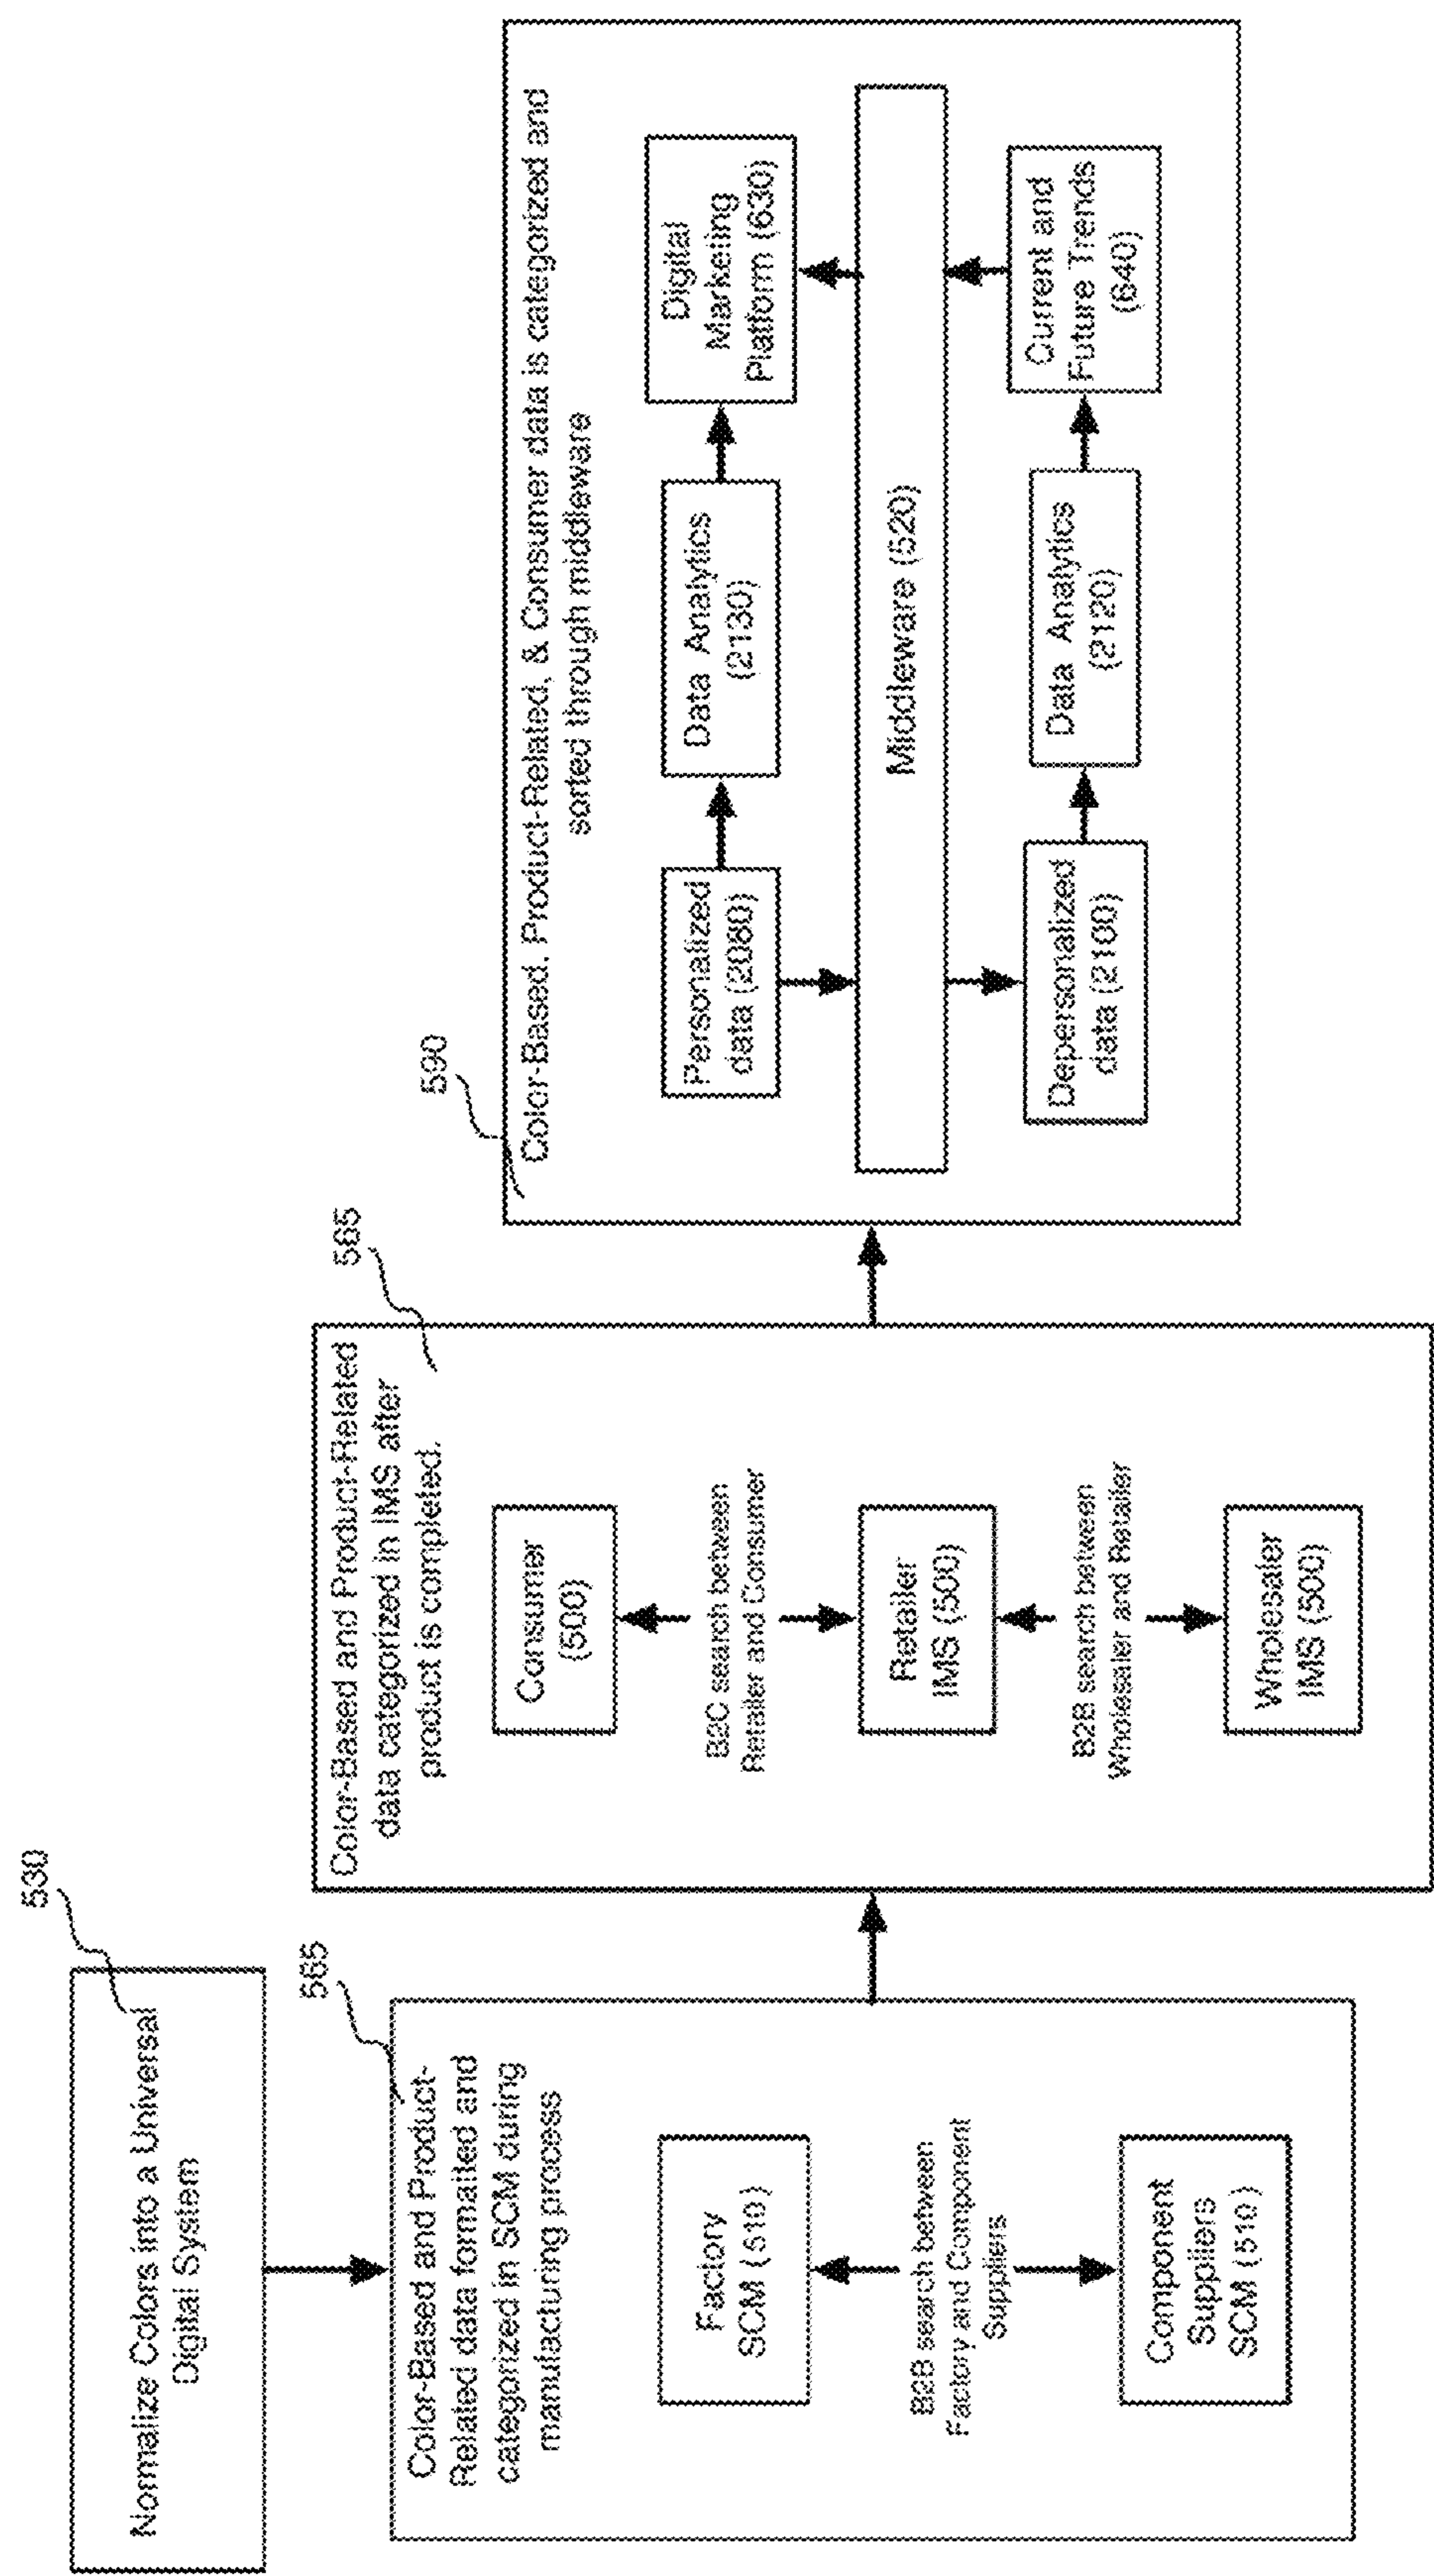 530
Normalize Colors into a Universal
Digital System
565
Color-Based and Product-
Related data formatted and
categorized in SCM during
manufacturing process
Factory
SCM (510)
B2B search between
Factory and Component
Suppliers
Component
Suppliers
SCM (510)
585
Color-Based and Product-Related
data categorized in IMS after
product is completed.
Consumer
(500)
B2C search between
Retailer and Consumer
Retailer
IMS (500)
B2B search between
Wholesaler and Retailer
Wholesaler
IMS (500)
590
Color-Based, Product-Related, & Consumer data is categorized and
sorted through middleware
Personalized
data (2080)
Data Analytics
(2130)
Digital
Marketing
Platform (630)
Middleware (520)
Depersonalized
data (2100)
Data Analytics
(2120)
Current and
Future Trends
(640)